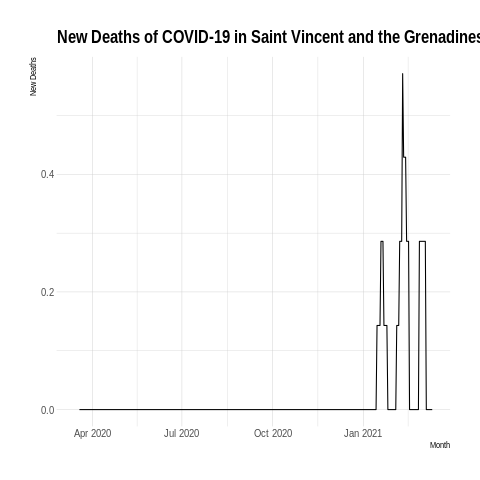 New Deaths of COVID-19 in Saint Vincent and the Grenadines
New Deaths
0.4
0.2
0.0
Apr 2020 Jul 2020 Oct 2020 Jan 2021
Month